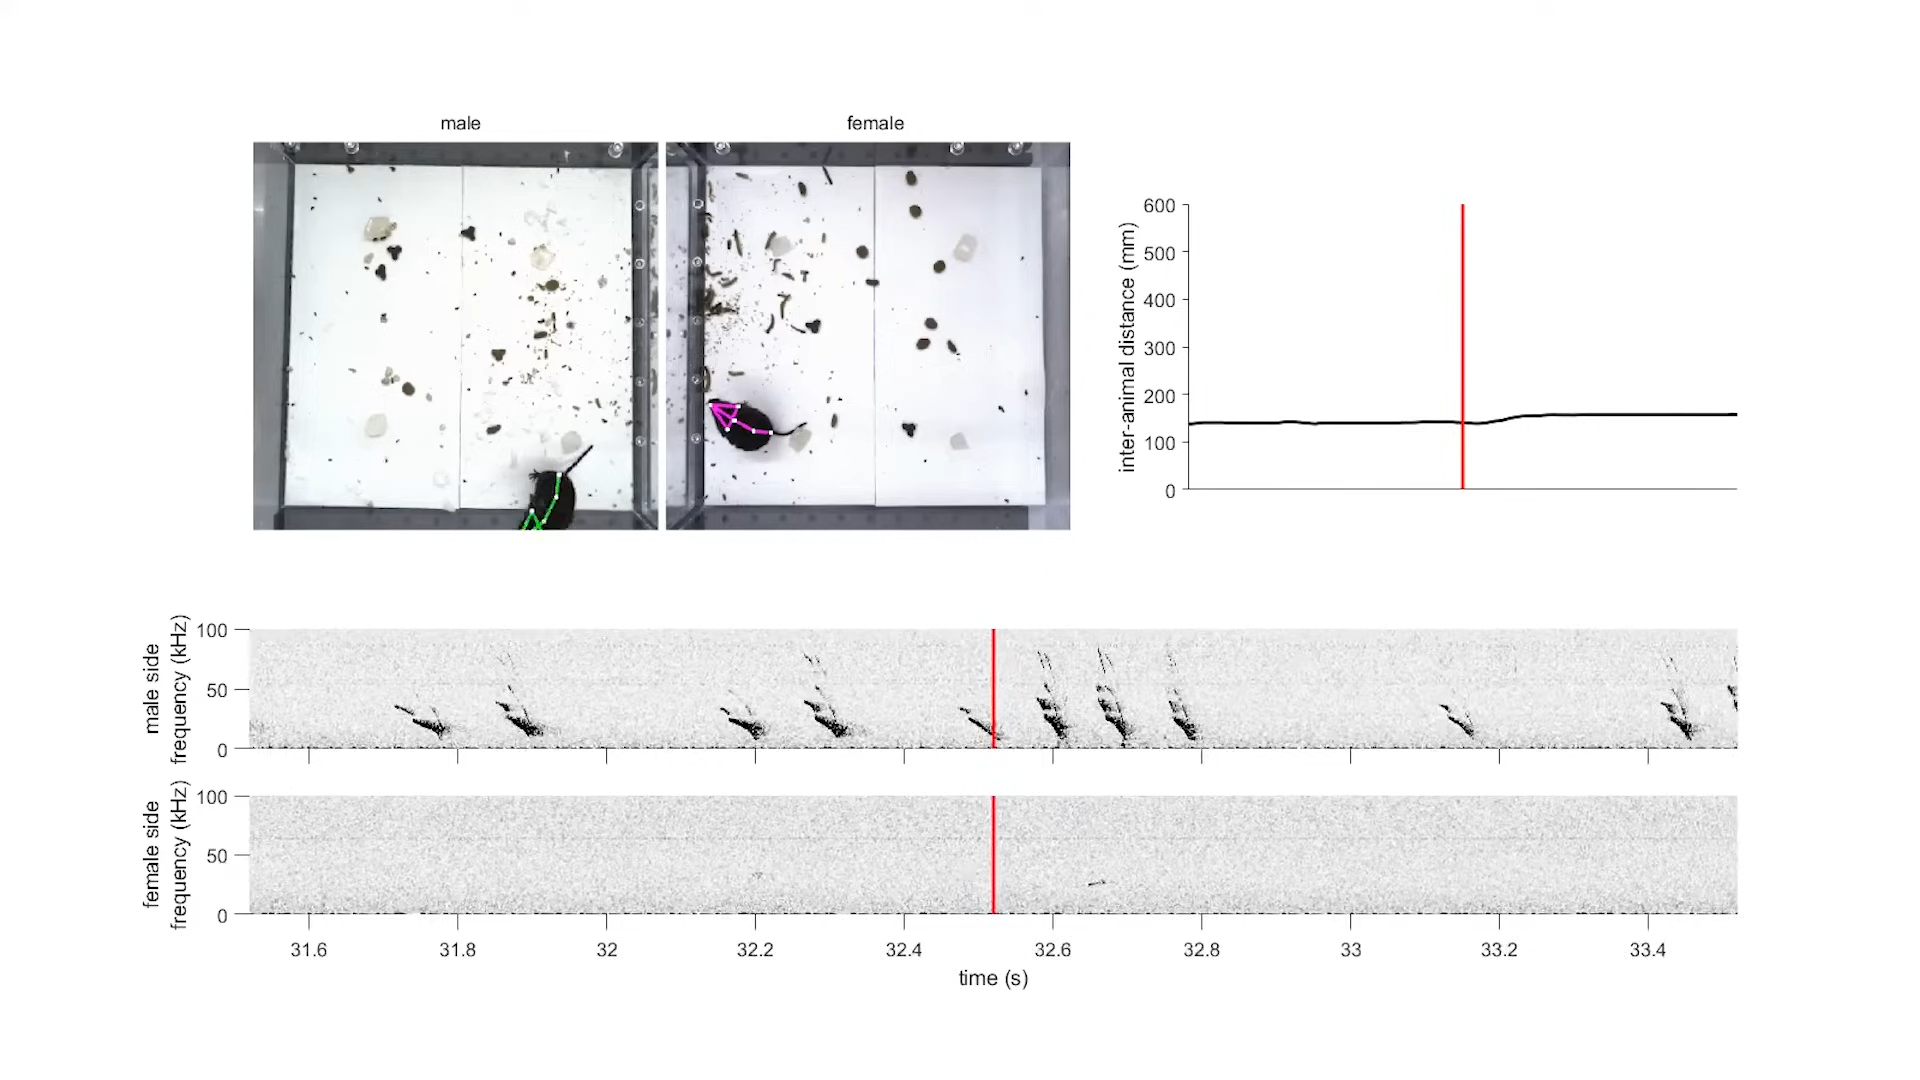 male
female
inter-animal distance (mm)
600
500
400
300
200
100
0
male side
frequency (kHz)
100
50
0
female side
frequency (kHz)
100
50
0
31.6 31.8 32 32.2 32.4 32.6 32.8 33 33.2 33.4
time (s)